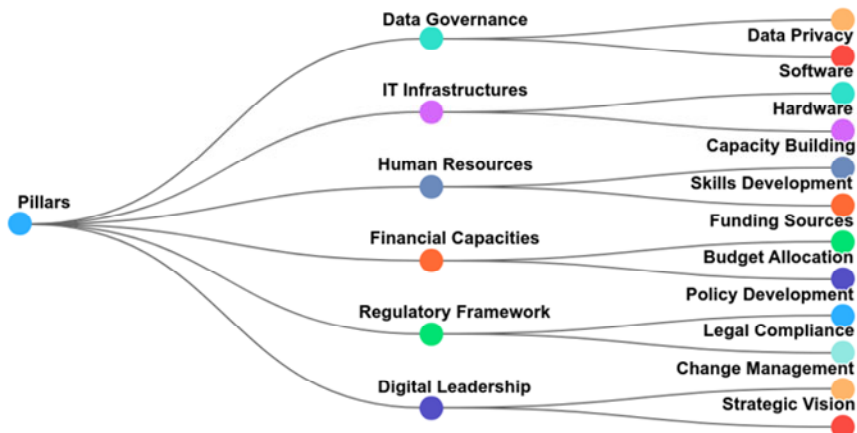 Pillars
Data Governance
Data Privacy
IT Infrastructures
Software
Hardware
Human Resources
Capacity Building
Skills Development
Financial Capacities
Funding Sources
Budget Allocation
Regulatory Framework
Policy Development
Legal Compliance
Digital Leadership
Change Management
Strategic Vision